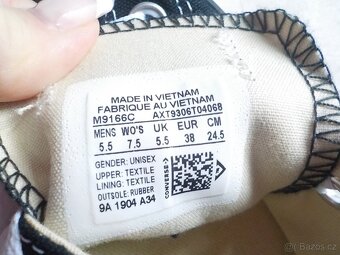 MADE IN VIETNAM
FABRIQUE AU VIETNAM
M9166C AXT9306T04068
MENS WO'S UK EUR CM
5.5 7.5 5.5 38 24.5
GENDER: UNISEX
UPPER: TEXTILE
LINING: TEXTILE
OUTSOLE: RUBBER
9A 1904 A34
CONVERSE
Bazos.cz